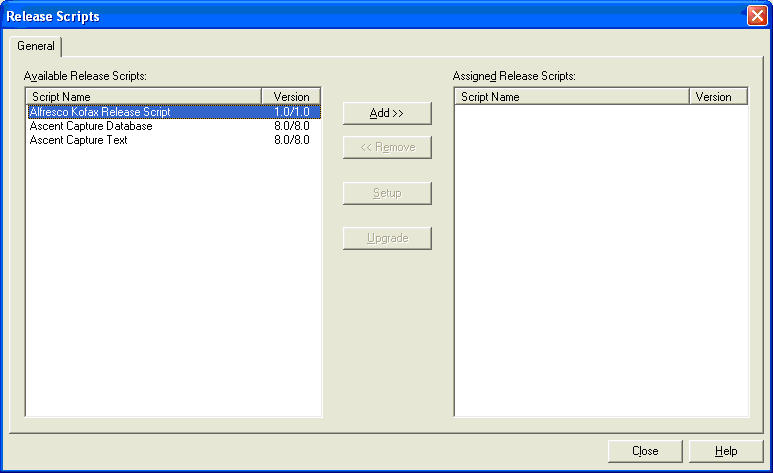 Release Scripts
General
Available Release Scripts:
Script Name Version
Alfresco Kofax Release Script 1.0/1.0
Ascent Capture Database 8.0/8.0
Ascent Capture Text 8.0/8.0
Add >>
<< Remove
Setup
Upgrade
Assigned Release Scripts:
Script Name Version
Close
Help